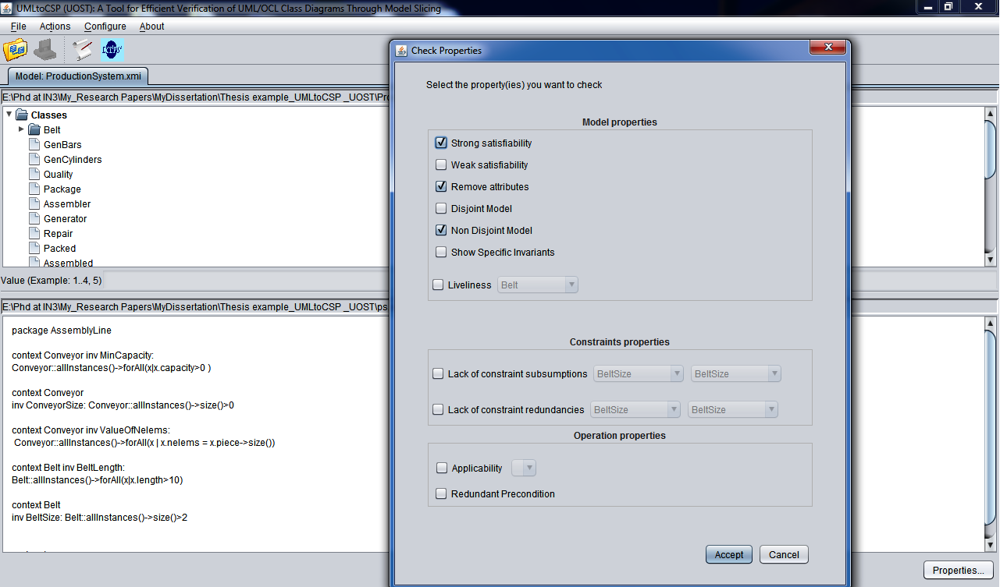 UMLtoCSP (UOST): A Tool for Efficient Verification of UML/OCL Class Diagrams Through Model Slicing
File Actions Configure About
Model: ProductionSystem.xmi
E:\Phd at IN3\My_Research Papers\MyDissertation\Thesis example_UMLtoCSP _UOST\Pro
Classes
Belt
GenBars
GenCylinders
Quality
Package
Assembler
Generator
Repair
Packed
Assembled
Value (Example: 1..4, 5)
E:\Phd at IN3\My_Research Papers\MyDissertation\Thesis example_UMLtoCSP _UOST\ps
package AssemblyLine
context Conveyor inv MinCapacity:
Conveyor::allInstances()->forAll(x|x.capacity>0 )
context Conveyor
inv ConveyorSize: Conveyor::allInstances()->size()>0
context Conveyor inv ValueOfNelems:
Conveyor::allInstances()->forAll(x | x.nelems = x.piece->size())
context Belt inv BeltLength:
Belt::allInstances()->forAll(x|x.length>10)
context Belt
inv BeltSize: Belt::allInstances()->size()>2
Properties...
Check Properties
Select the property(ies) you want to check
Model properties
Strong satisfiability
Weak satisfiability
Remove attributes
Disjoint Model
Non Disjoint Model
Show Specific Invariants
Liveliness Belt
Constraints properties
Lack of constraint subsumptions BeltSize BeltSize
Lack of constraint redundancies BeltSize BeltSize
Operation properties
Applicability
Redundant Precondition
Accept Cancel